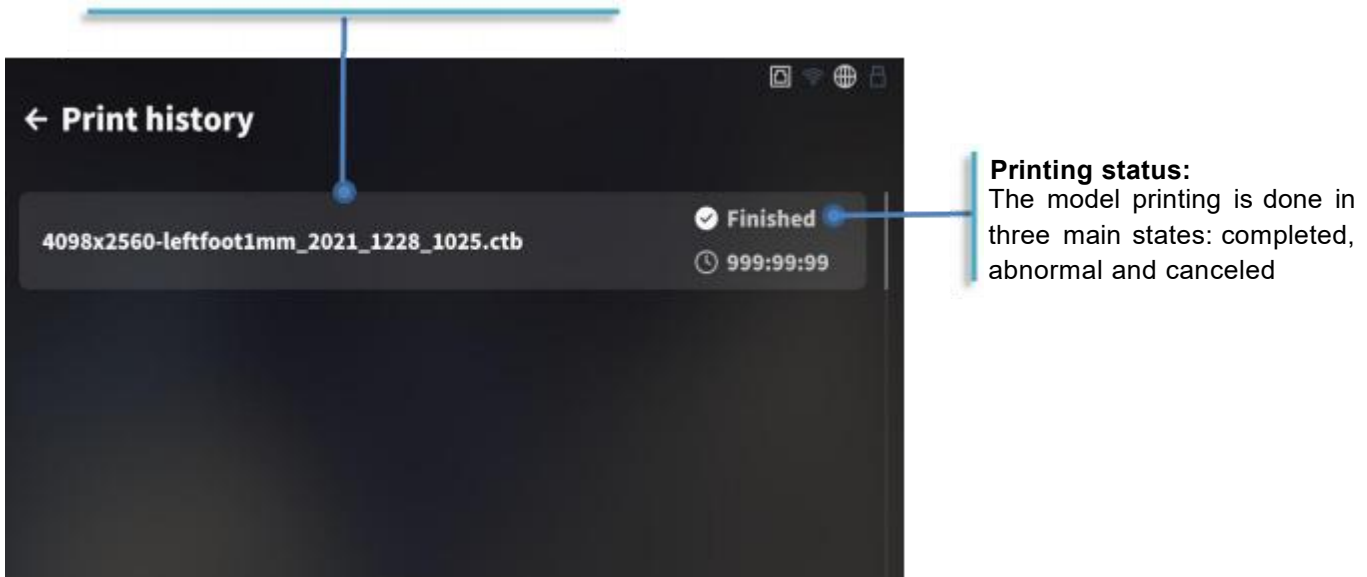 ← Print history
4098x2560-leftfoot1mm_2021_1228_1025.ctb
Finished
999:99:99
Printing status:
The model printing is done in
three main states: completed,
abnormal and canceled